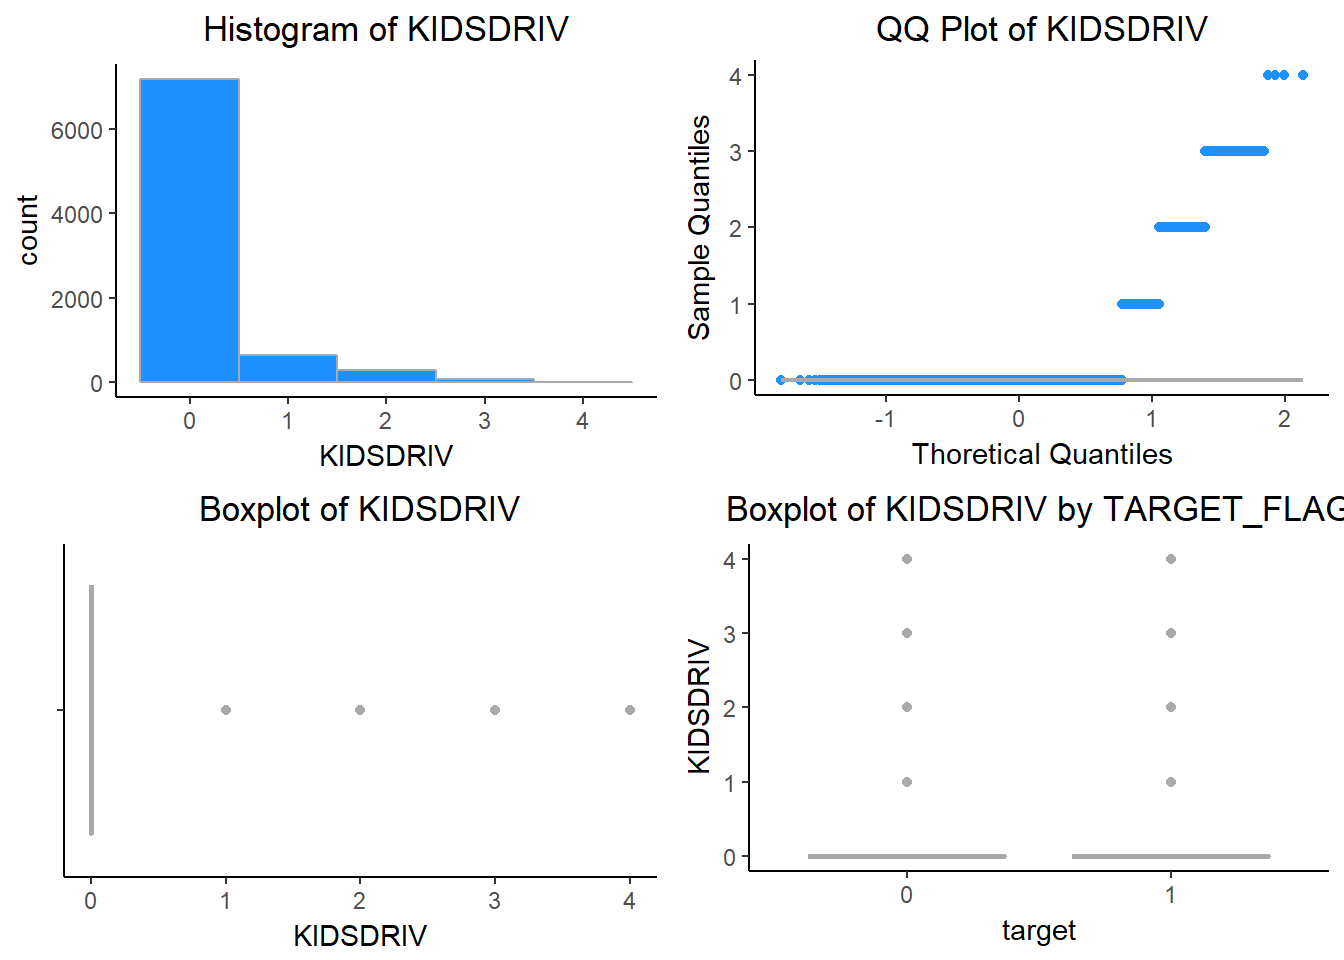 Histogram of KIDSDRIV
count
6000
4000
2000
0
0 1 2 3 4
KIDSDRIV
QQ Plot of KIDSDRIV
Sample Quantiles
4
3
2
1
0
-1 0 1 2
Thoretical Quantiles
Boxplot of KIDSDRIV
0 1 2 3 4
KIDSDRIV
Boxplot of KIDSDRIV by TARGET_FLAG
KIDSDRIV
4
3
2
1
0
0 1
target